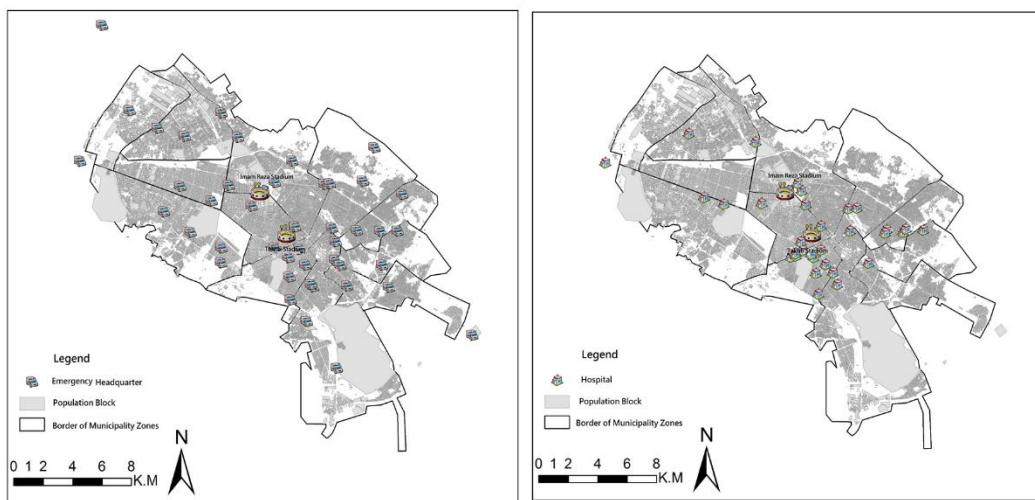 Imam Reza Stadium
Stadium
Legend
Emergency Headquarter
Population Block
Border of Municipality Zones
N
0 1 2 4 6 8
K.M
Imam Reza Stadium
Stadium
Legend
Hospital
Population Block
Border of Municipality Zones
N
0 1 2 4 6 8
K.M